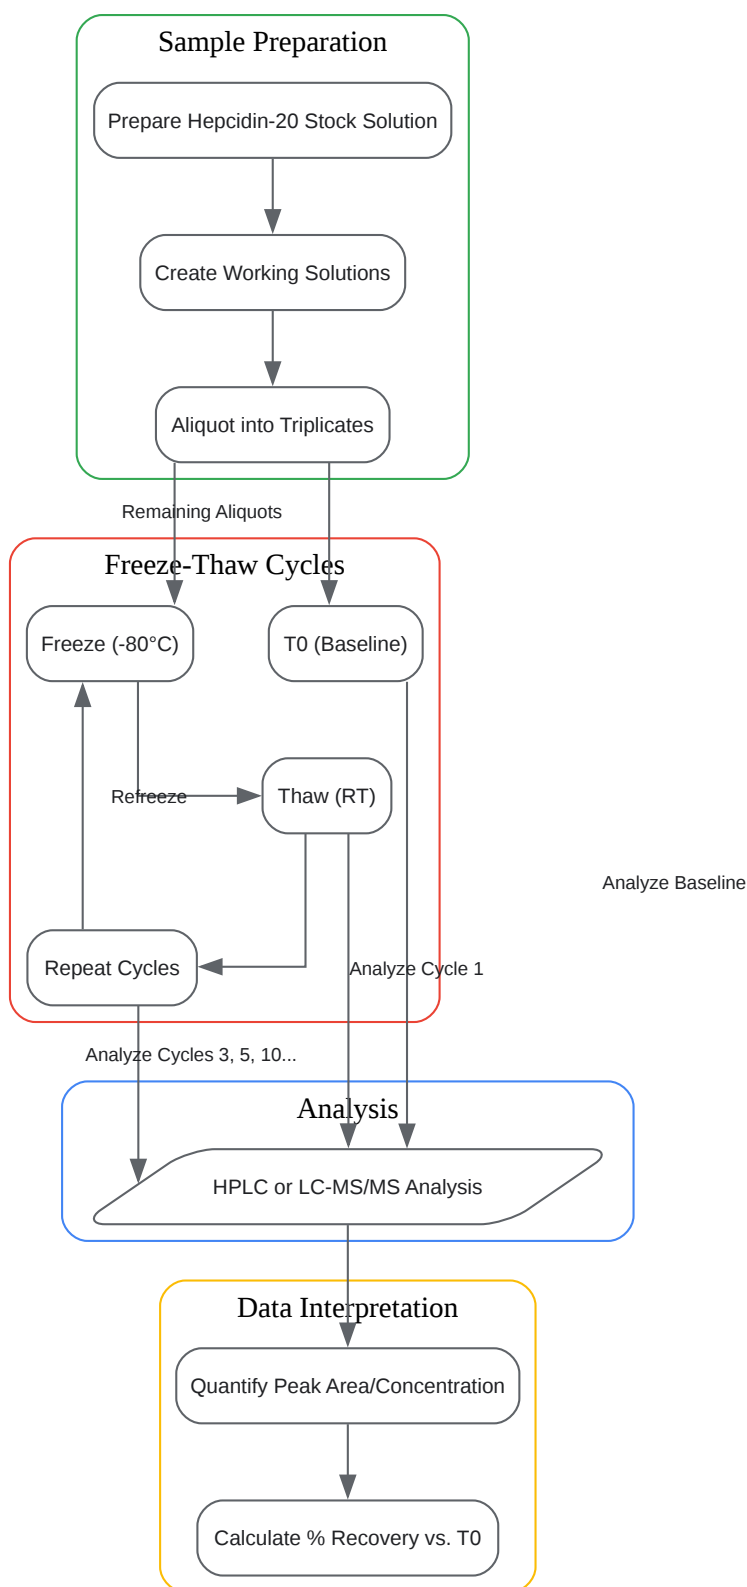 Sample Preparation
Prepare Hepcidin-20 Stock Solution
Create Working Solutions
Aliquot into Triplicates
Remaining Aliquots
Freeze-Thaw Cycles
Freeze (-80°C)
T0 (Baseline)
Refreeze
Thaw (RT)
Analyze Baseline
Repeat Cycles
Analyze Cycle 1
Analyze Cycles 3, 5, 10...
Analysis
HPLC or LC-MS/MS Analysis
Data Interpretation
Quantify Peak Area/Concentration
Calculate % Recovery vs. T0